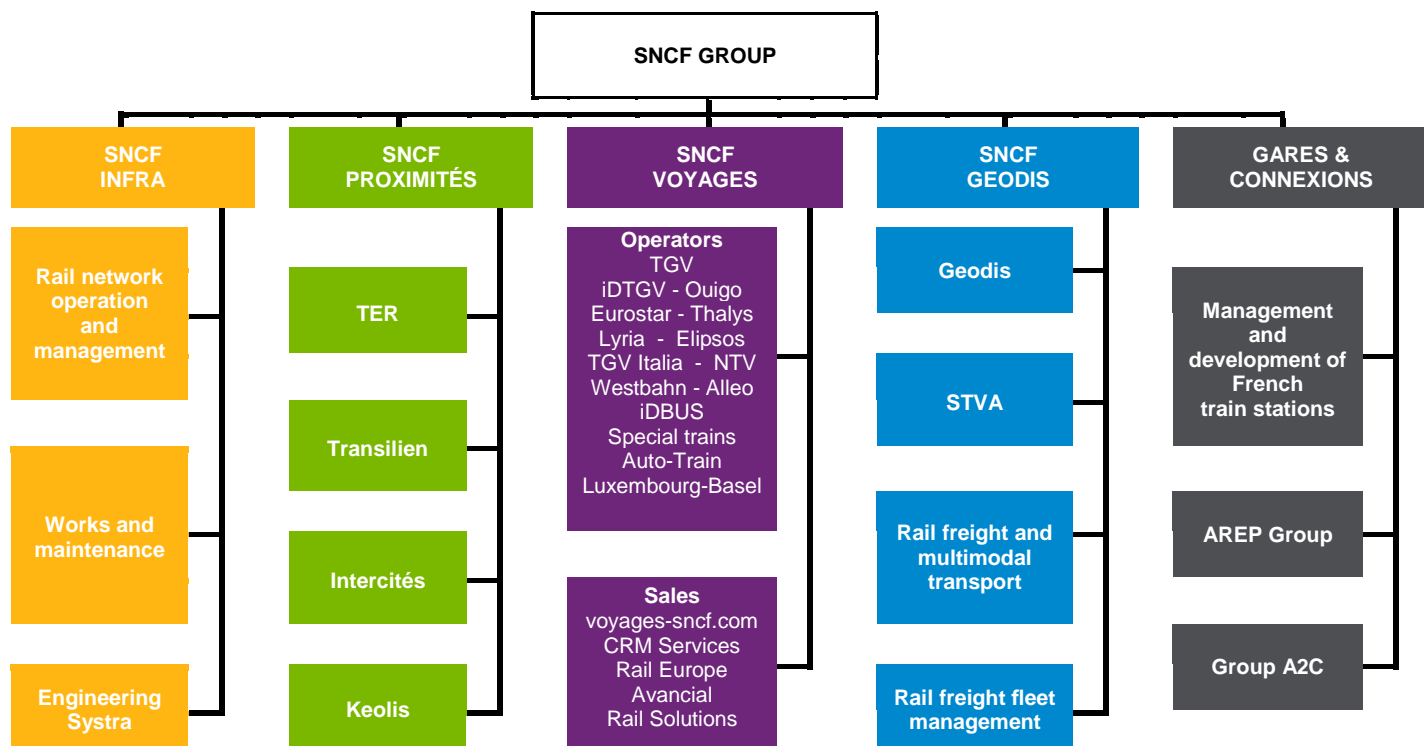 SNCF GROUP
SNCF
INFRA
SNCF
PROXIMITÉS
SNCF
VOYAGES
SNCF
GEODIS
GARES &
CONNEXIONS
Rail network
operation
and
management
Works and
maintenance
Engineering
Systra
TER
Transilien
Intercités
Keolis
Operators
TGV
iDTGV - Ouigo
Eurostar - Thalys
Lyria - Elipsos
TGV Italia - NTV
Westbahn - Alleo
iDBUS
Special trains
Auto-Train
Luxembourg-Basel
Sales
voyages-sncf.com
CRM Services
Rail Europe
Avancial
Rail Solutions
Geodis
STVA
Rail freight and
multimodal
transport
Rail freight fleet
management
Management
and
development of
French
train stations
AREP Group
Group A2C